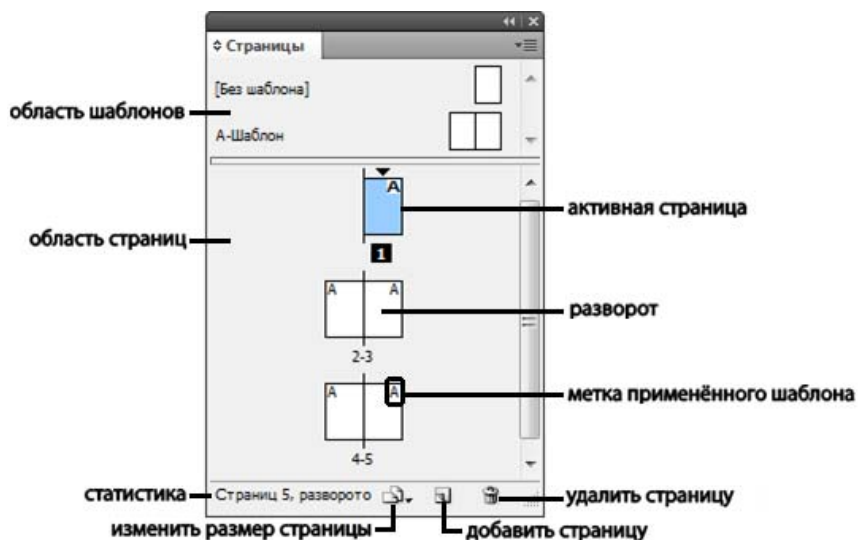 Страницы
[Без шаблона]
область шаблонов
А-Шаблон
А
активная страница
область страниц
1
А А
разворот
2-3
А А
метка применённого шаблона
4-5
статистика
Страниц 5, разворото
удалить страницу
изменить размер страницы
добавить страницу